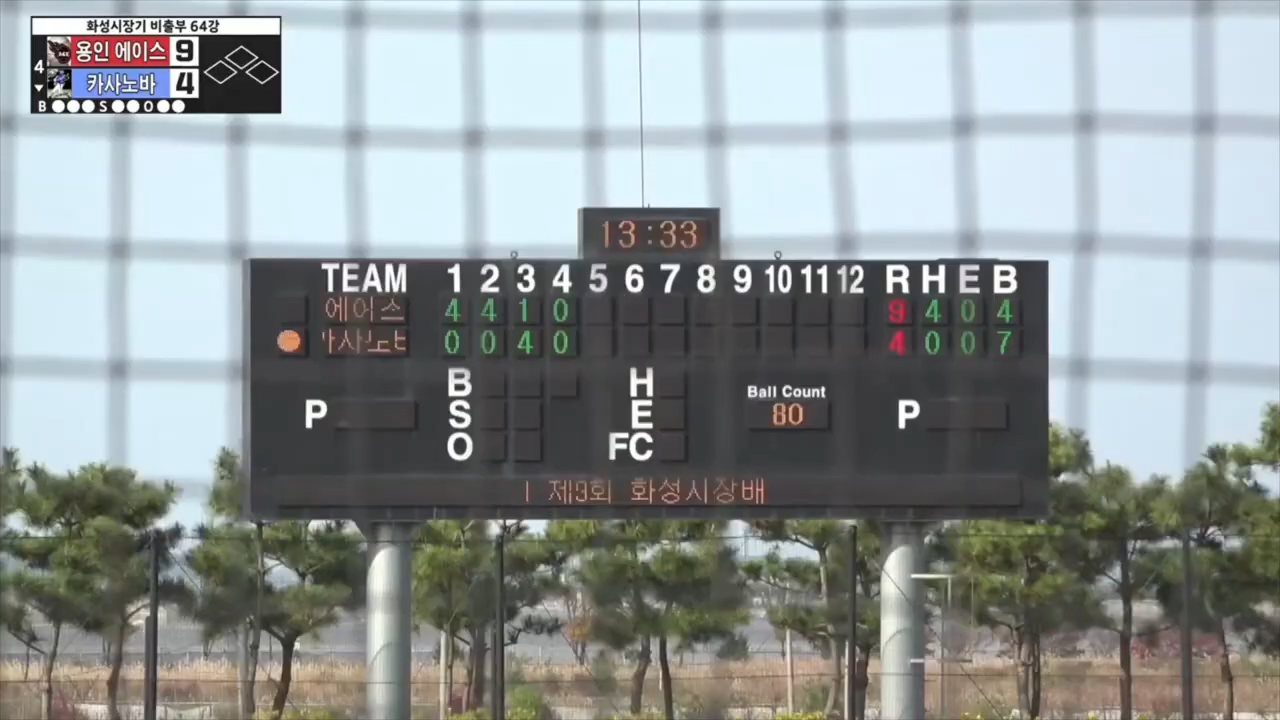 화성시장기 비출부 64강
4 용인 에이스 9
카사노바 4
B S O
13:33
TEAM 1 2 3 4 5 6 7 8 9 10 11 12 R H E B
에이스 4 4 1 0 9 4 0 4
카사노바 0 0 4 0 4 0 0 7
B H
Ball Count
P S E 80 P
O FC
제9회 화성시장배